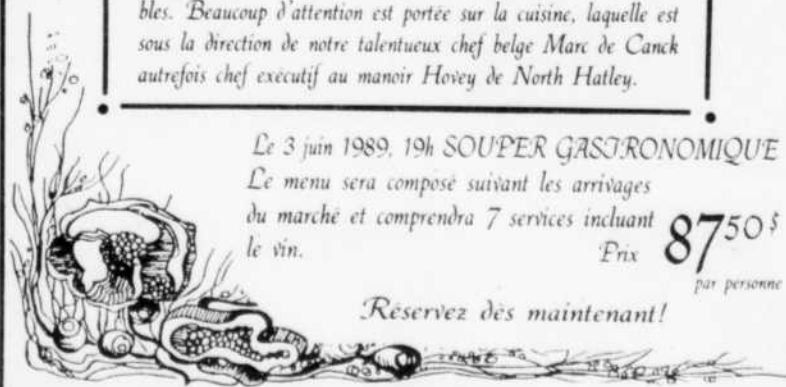 bles. Beaucoup d'attention est portée sur la cuisine, laquelle est
sous la direction de notre talentueux chef belge Marc de Canck
autrefois chef exécutif au manoir Hovey de North Hatley.
Le 3 juin 1989, 19h SOUPER GASTRONOMIQUE
Le menu sera composé suivant les arrivages
du marché et comprendra 7 services incluant
le vin. Prix 87 50 $
par personne
Réservez dès maintenant!